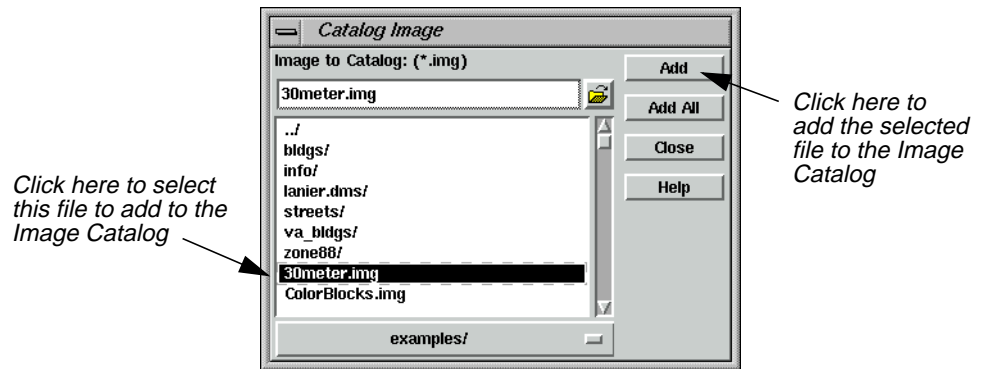 Catalog Image
Image to Catalog: (*.img)
30meter.img
../
bldgs/
info/
lanier.dms/
streets/
va_bldgs/
zone88/
30meter.img
ColorBlocks.img
examples/
Add
Add All
Close
Help
Click here to select
this file to add to the
Image Catalog
Click here to
add the selected
file to the Image
Catalog